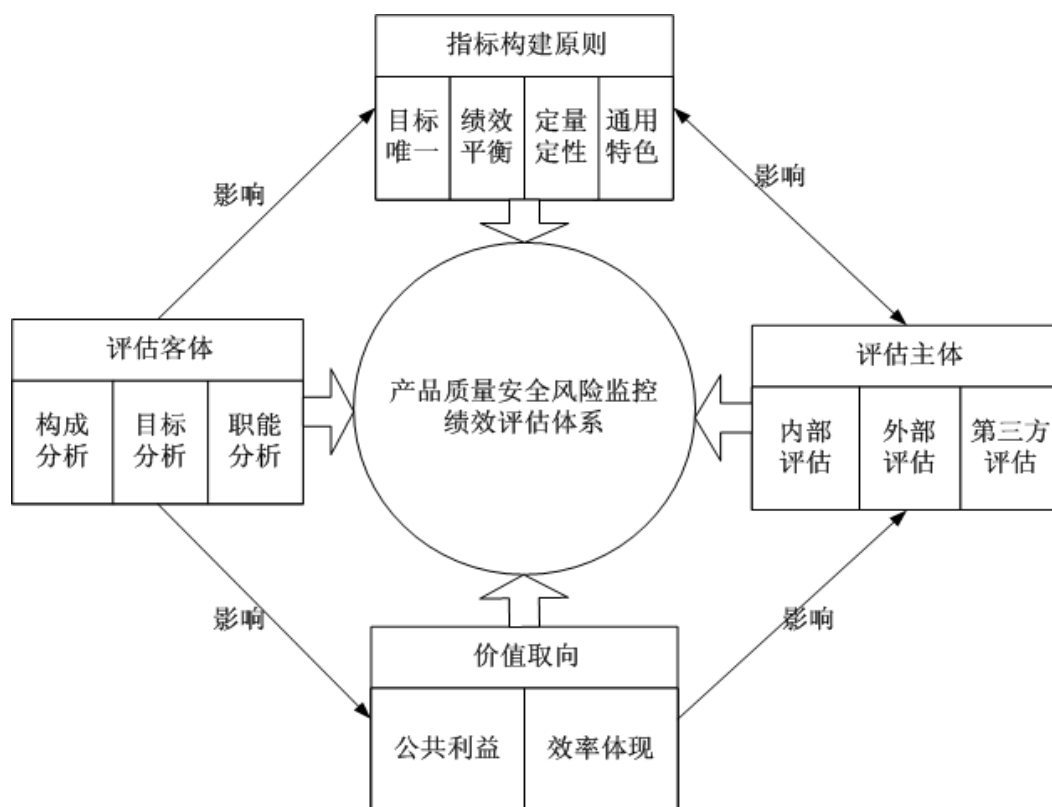 指标构建原则
目标
唯一
绩效
平衡
定量
定性
通用
特色
影响
影响
评估客体
构成
分析
目标
分析
职能
分析
产品质量安全风险监控
绩效评估体系
评估主体
内部
评估
外部
评估
第三方
评估
影响
影响
价值取向
公共利益
效率体现